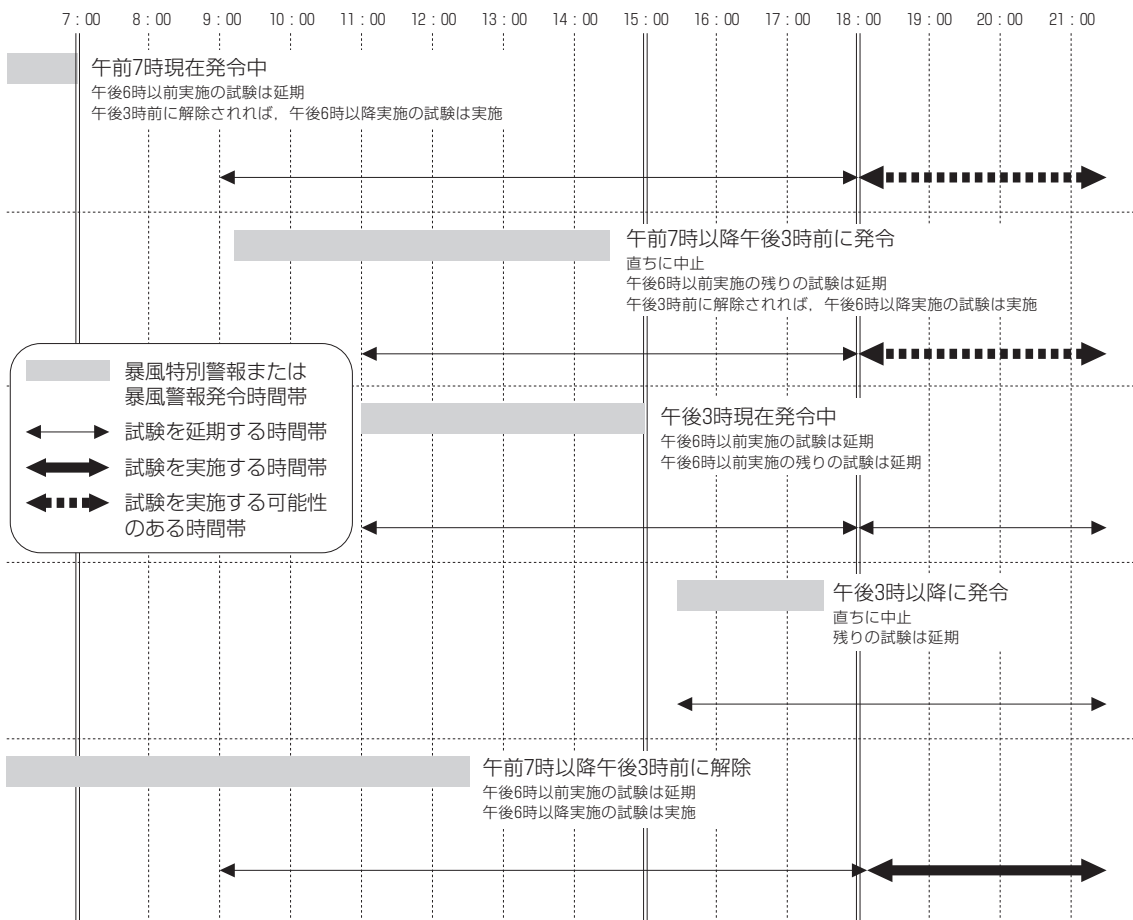 7:00 8:00 9:00 10:00 11:00 12:00 13:00 14:00 15:00 16:00 17:00 18:00 19:00 20:00 21:00
午前7時現在発令中
午後6時以前実施の試験は延期
午後3時前に解除されれば,午後6時以降実施の試験は実施
午前7時以降午後3時前に発令
直ちに中止
午後6時以前実施の残りの試験は延期
午後3時前に解除されれば,午後6時以降実施の試験は実施
暴風特別警報または
暴風警報発令時間帯
試験を延期する時間帯
試験を実施する時間帯
試験を実施する可能性
のある時間帯
午後3時現在発令中
午後6時以前実施の試験は延期
午後6時以前実施の残りの試験は延期
午後3時以降に発令
直ちに中止
残りの試験は延期
午前7時以降午後3時前に解除
午後6時以前実施の試験は延期
午後6時以降実施の試験は実施